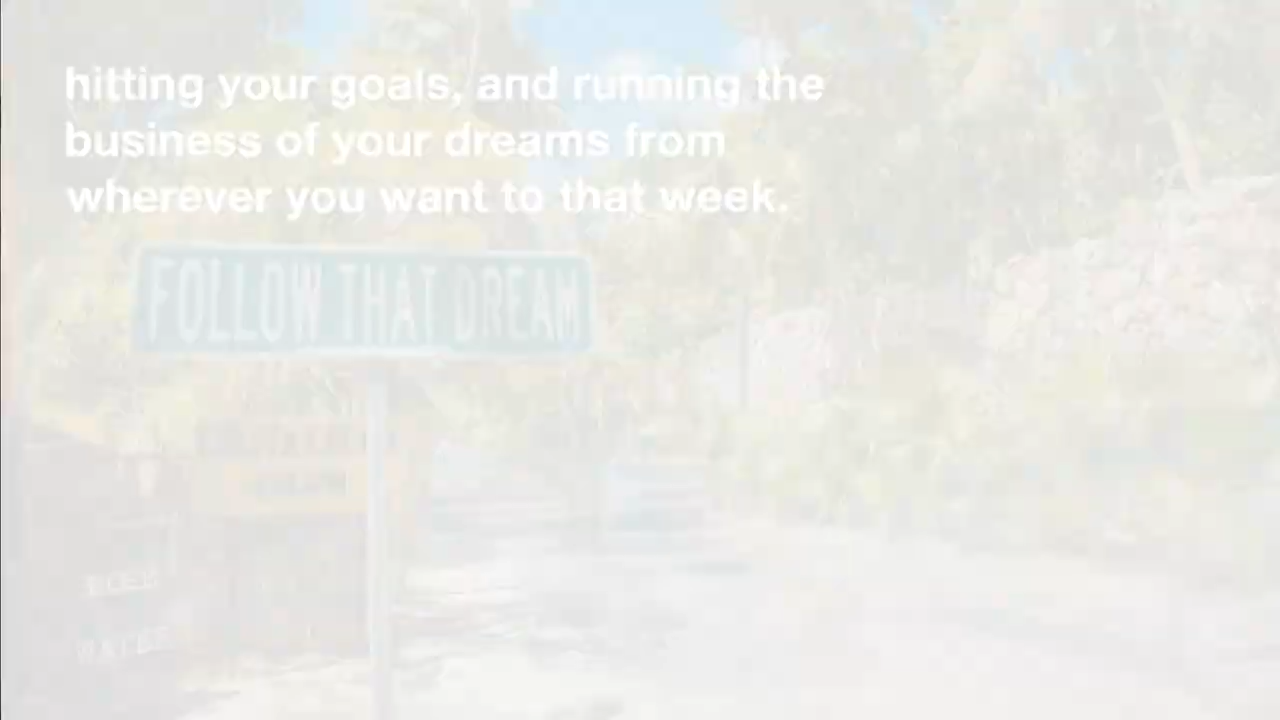 hitting your goals, and running the
business of your dreams from
wherever you want to that week.
FOLLOW THAT DREAM